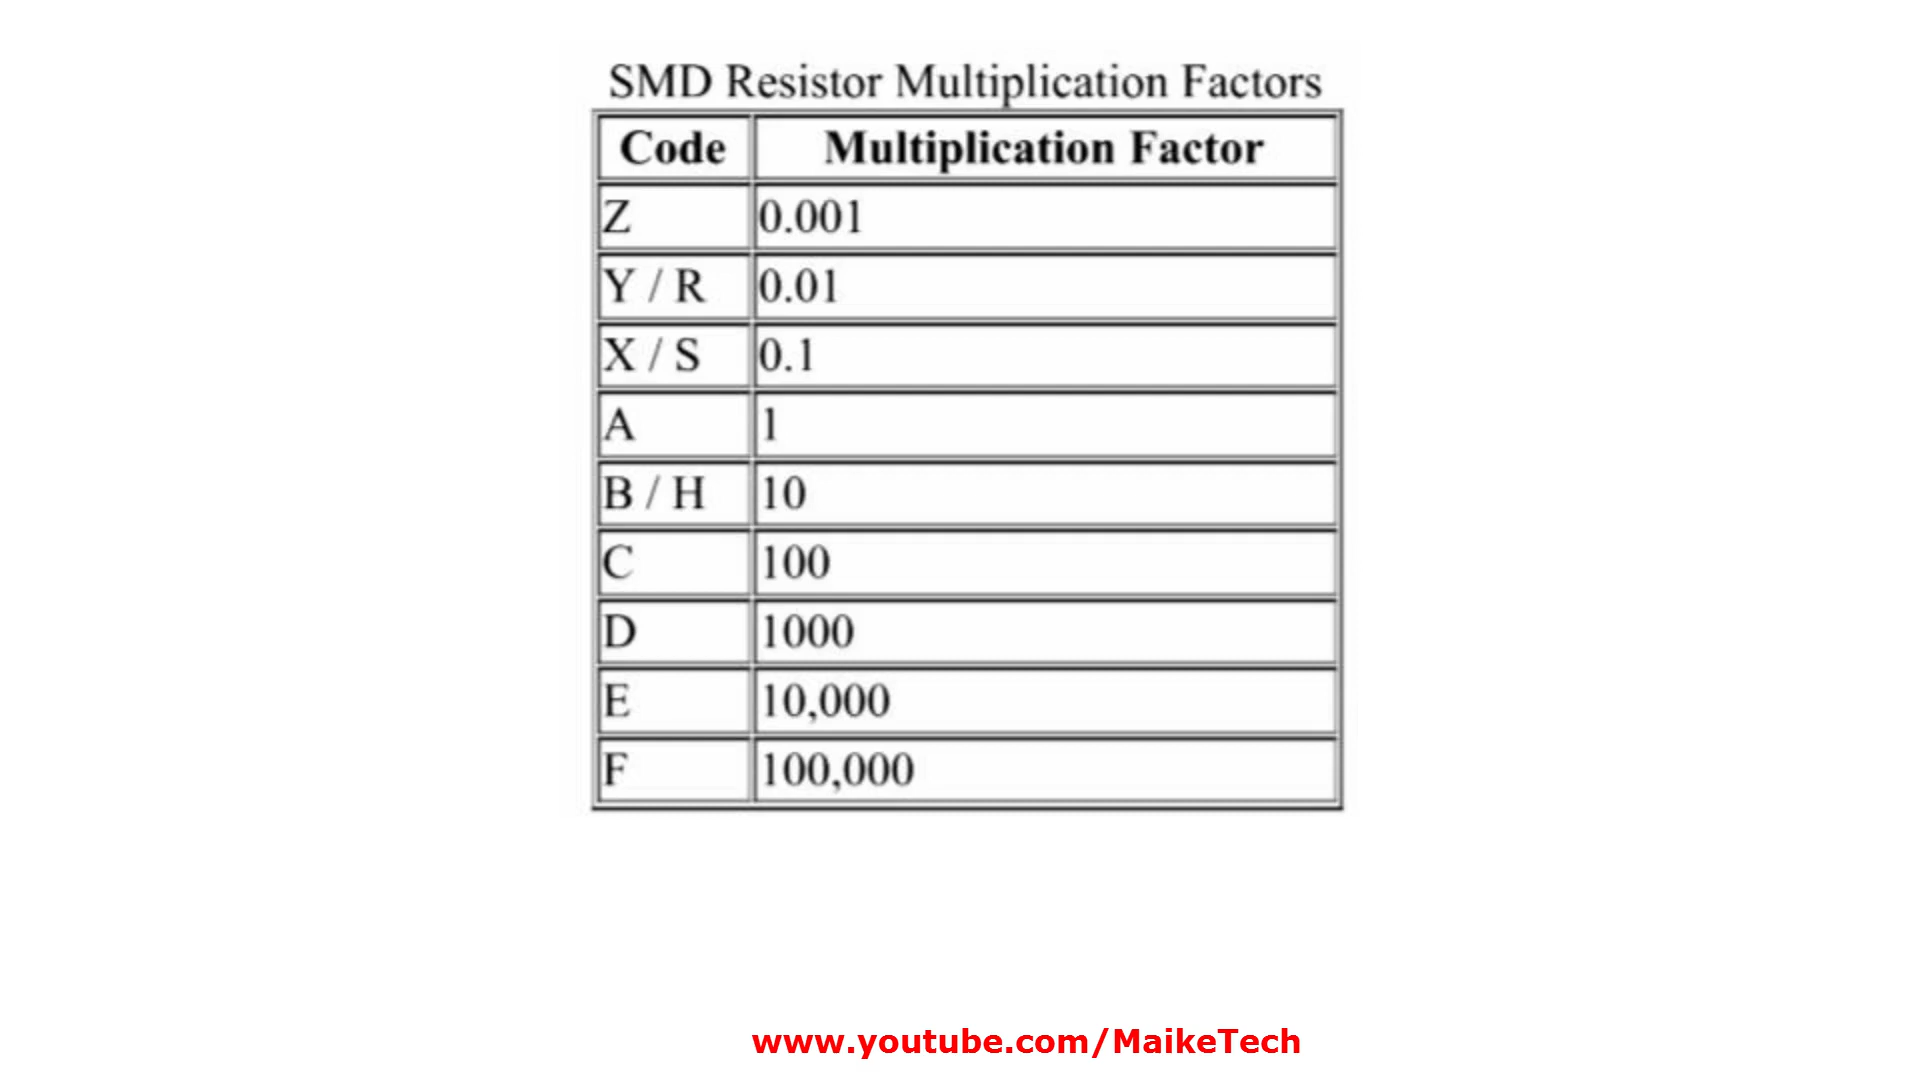 SMD Resistor Multiplication Factors
Code Multiplication Factor
Z 0.001
Y / R 0.01
X / S 0.1
A 1
B / H 10
C 100
D 1000
E 10,000
F 100,000
www.youtube.com/MaikeTech